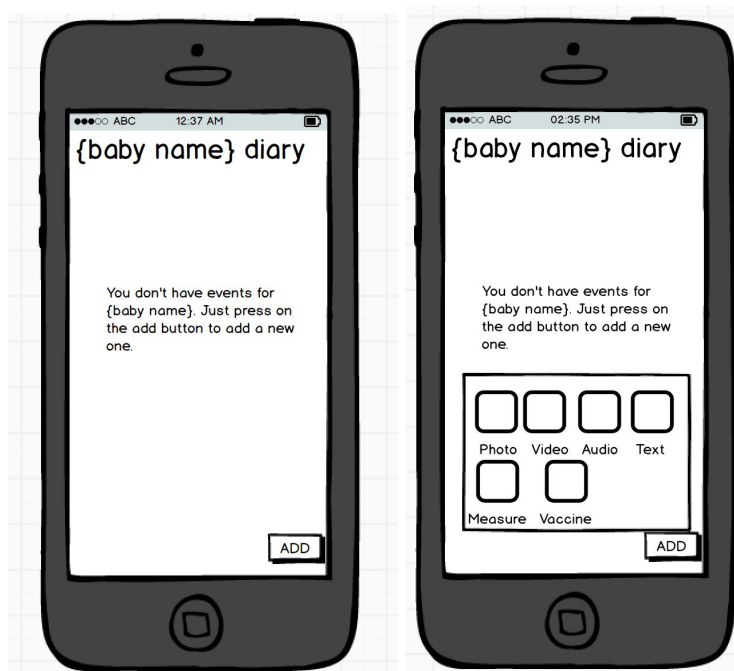 ●●●○○ ABC 12:37 AM
{baby name} diary
You don't have events for
{baby name}. Just press on
the add button to add a new
one.
ADD
●●●○○ ABC 02:35 PM
{baby name} diary
You don't have events for
{baby name}. Just press on
the add button to add a new
one.
Photo Video Audio Text
Measure Vaccine
ADD